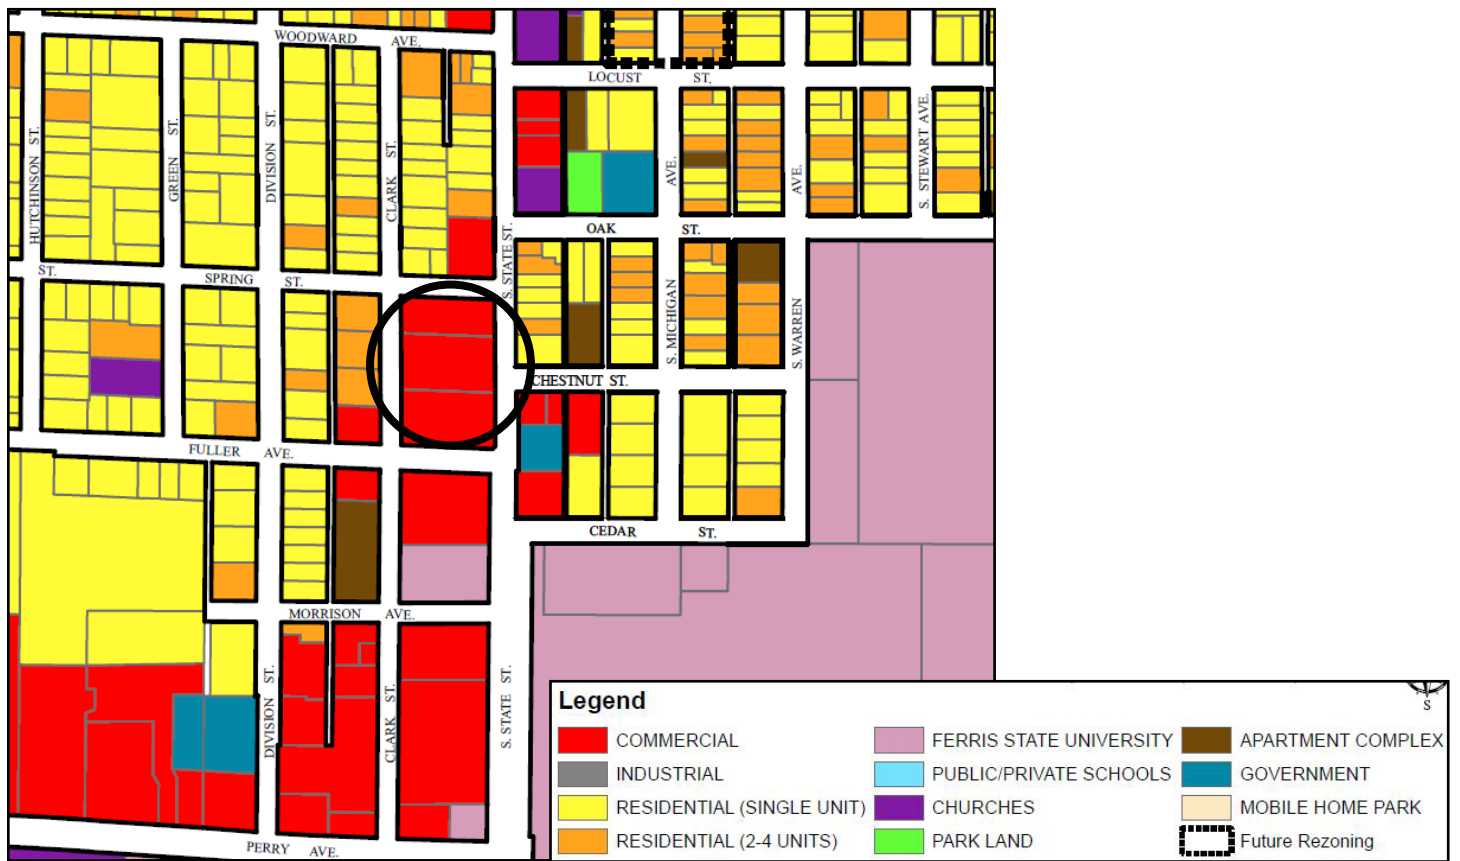 WOODWARD AVE.
LOCUST ST.
HUTCHINSON ST.
GREEN ST.
DIVISION ST.
CLARK ST.
S. STATE ST.
AVE.
AVE.
S. STEWART AVE.
OAK ST.
ST.
SPRING ST.
S. MICHIGAN
S. WARREN
CHESTNUT ST.
FULLER AVE.
CEDAR ST.
MORRISON AVE.
DIVISION ST.
CLARK ST.
S. STATE ST.
PERRY AVE.
S
Legend
COMMERCIAL
INDUSTRIAL
RESIDENTIAL (SINGLE UNIT)
RESIDENTIAL (2-4 UNITS)
FERRIS STATE UNIVERSITY
PUBLIC/PRIVATE SCHOOLS
CHURCHES
PARK LAND
APARTMENT COMPLEX
GOVERNMENT
MOBILE HOME PARK
Future Rezoning